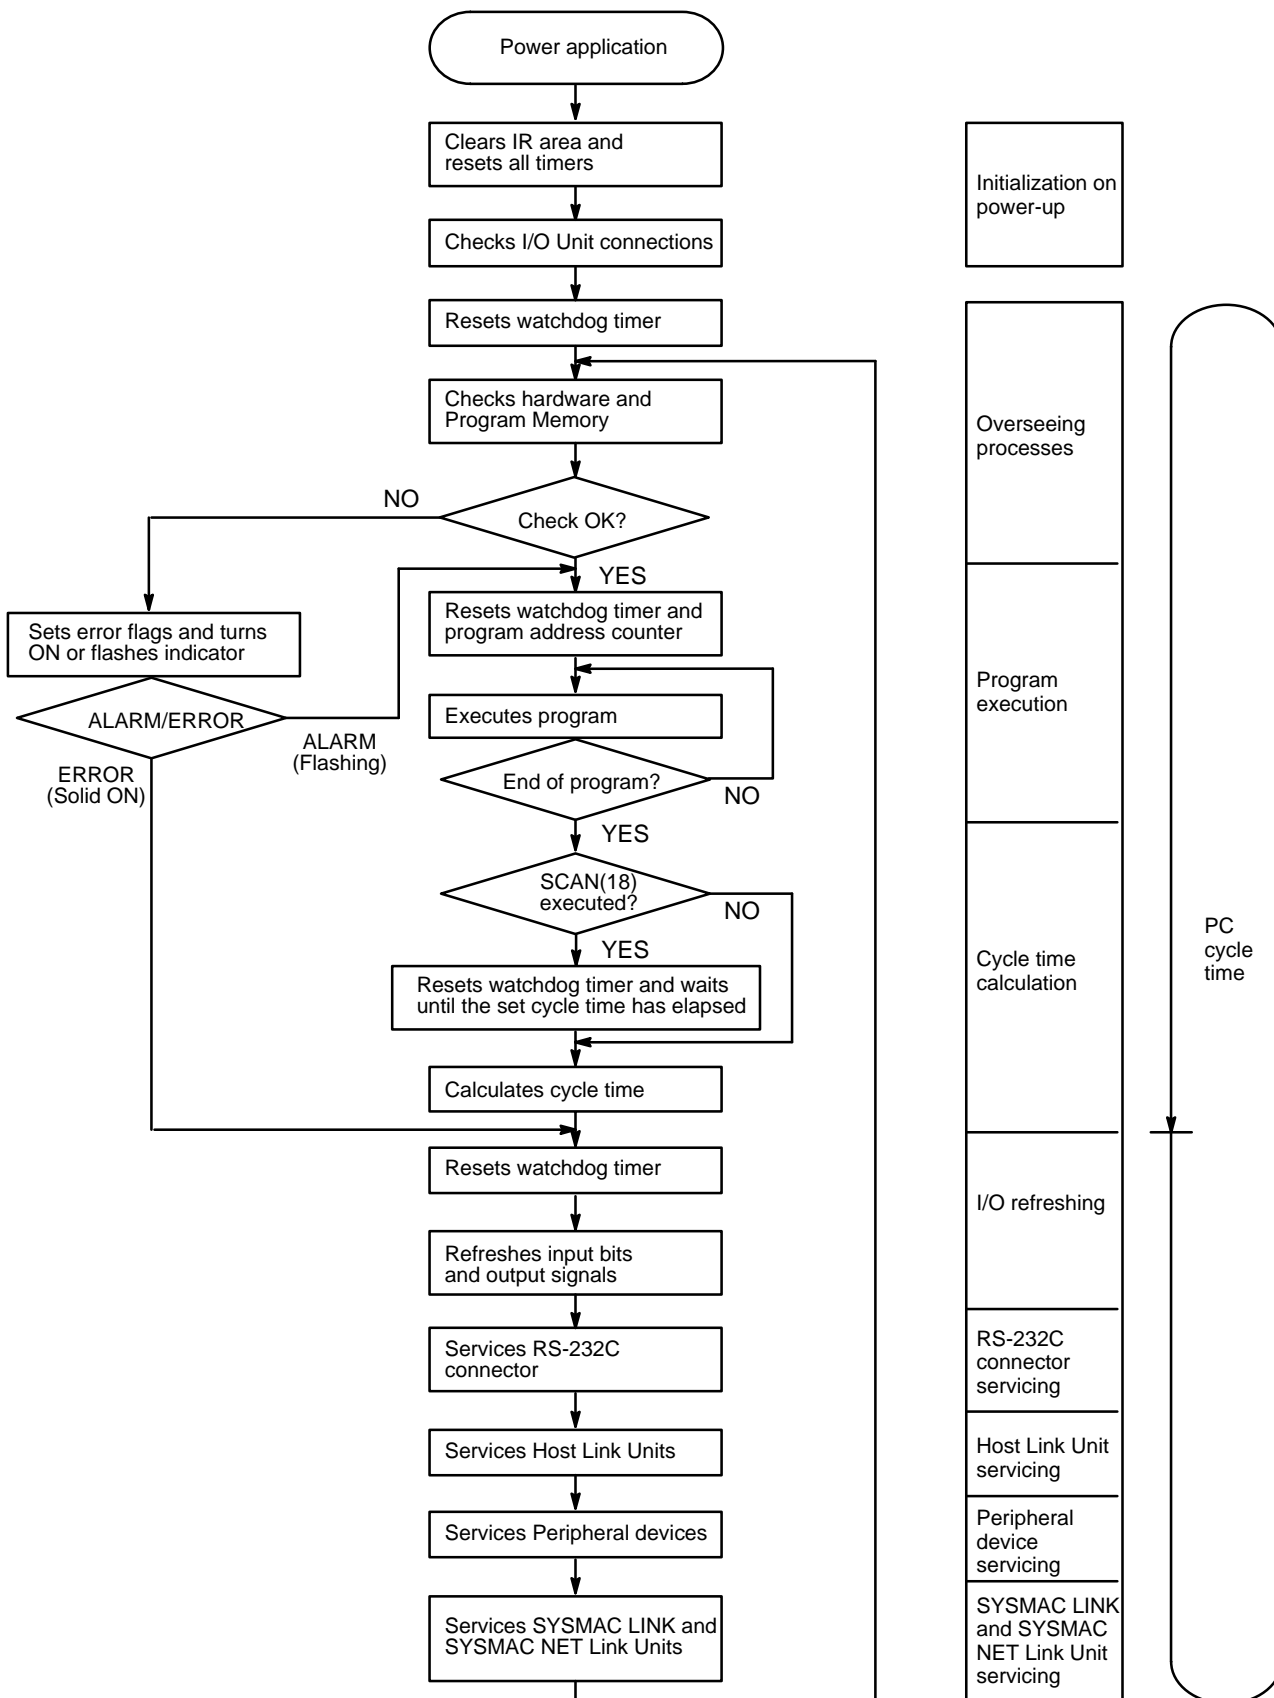 Power application
Clears IR area and
resets all timers
Initialization on
power-up
Checks I/O Unit connections
Resets watchdog timer
Checks hardware and
Program Memory
Overseeing
processes
NO
Check OK?
YES
Sets error flags and turns
ON or flashes indicator
Resets watchdog timer and
program address counter
Program
execution
ALARM/ERROR
Executes program
ALARM
(Flashing)
ERROR
(Solid ON)
End of program?
NO
YES
SCAN(18)
executed?
NO
YES
PC
cycle
time
Cycle time
calculation
Resets watchdog timer and waits
until the set cycle time has elapsed
Calculates cycle time
Resets watchdog timer
I/O refreshing
Refreshes input bits
and output signals
Services RS-232C
connector
RS-232C
connector
servicing
Services Host Link Units
Host Link Unit
servicing
Services Peripheral devices
Peripheral
device
servicing
Services SYSMAC LINK and
SYSMAC NET Link Units
SYSMAC LINK
and SYSMAC
NET Link Unit
servicing